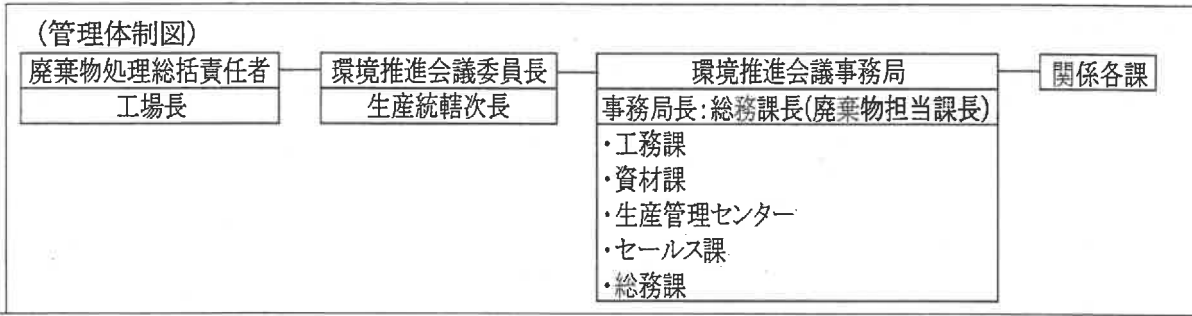 (管理体制図)
廃棄物処理総括責任者
工場長
環境推進会議委員長
生産統轄次長
環境推進会議事務局
事務局長:総務課長(廃棄物担当課長)
・工務課
・資材課
・生産管理センター
・セールス課
・総務課
関係各課